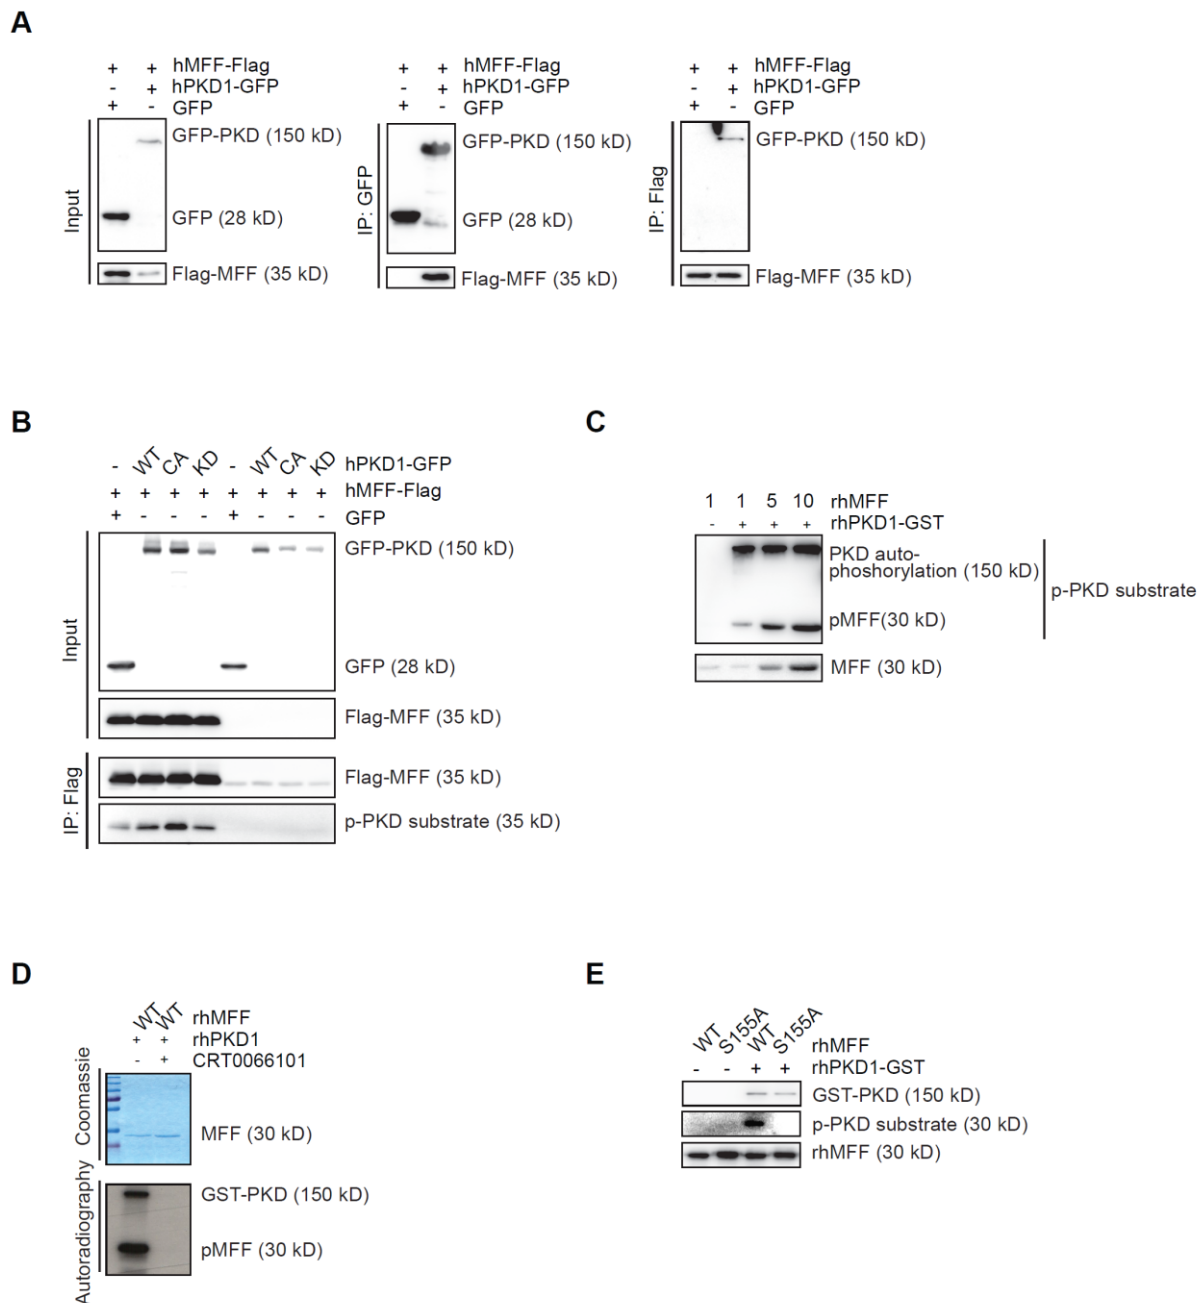 A
+ + hMFF-Flag
- + hPKD1-GFP
+ - GFP
Input
GFP-PKD (150 kD)
GFP (28 kD)
Flag-MFF (35 kD)
+ + hMFF-Flag
- + hPKD1-GFP
+ - GFP
IP: GFP
GFP-PKD (150 kD)
GFP (28 kD)
Flag-MFF (35 kD)
+ + hMFF-Flag
- + hPKD1-GFP
+ - GFP
IP: Flag
GFP-PKD (150 kD)
Flag-MFF (35 kD)
B
- WT CA KD - WT CA KD hPKD1-GFP
+ + + + + + + + hMFF-Flag
+ - - - + - - - GFP
Input
GFP-PKD (150 kD)
GFP (28 kD)
Flag-MFF (35 kD)
IP: Flag
Flag-MFF (35 kD)
p-PKD substrate (35 kD)
C
1 1 5 10 rhMFF
- + + + rhPKD1-GST
PKD auto-
phoshorylation (150 kD)
pMFF(30 kD)
p-PKD substrate
MFF (30 kD)
D
WT WT rhMFF
+ + rhPKD1
- + CRT0066101
Coomassie
MFF (30 kD)
Autoradiography
GST-PKD (150 kD)
pMFF (30 kD)
E
WT S155A WT S155A rhMFF
- - + + rhPKD1-GST
GST-PKD (150 kD)
p-PKD substrate (30 kD)
rhMFF (30 kD)